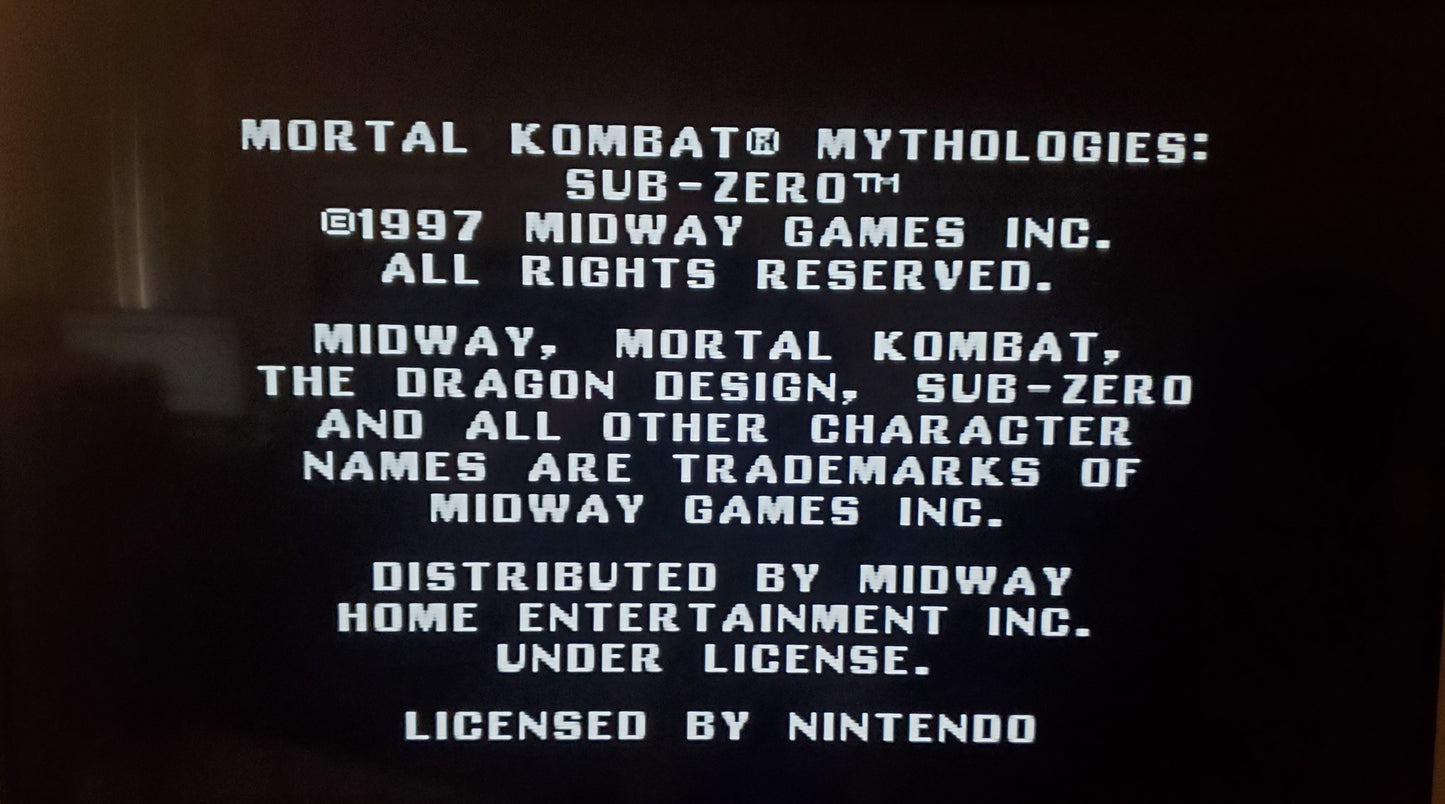 MORTAL KOMBAT® MYTHOLOGIES:
SUB-ZERO™
©1997 MIDWAY GAMES INC.
ALL RIGHTS RESERVED.
MIDWAY, MORTAL KOMBAT,
THE DRAGON DESIGN, SUB-ZERO
AND ALL OTHER CHARACTER
NAMES ARE TRADEMARKS OF
MIDWAY GAMES INC.
DISTRIBUTED BY MIDWAY
HOME ENTERTAINMENT INC.
UNDER LICENSE.
LICENSED BY NINTENDO